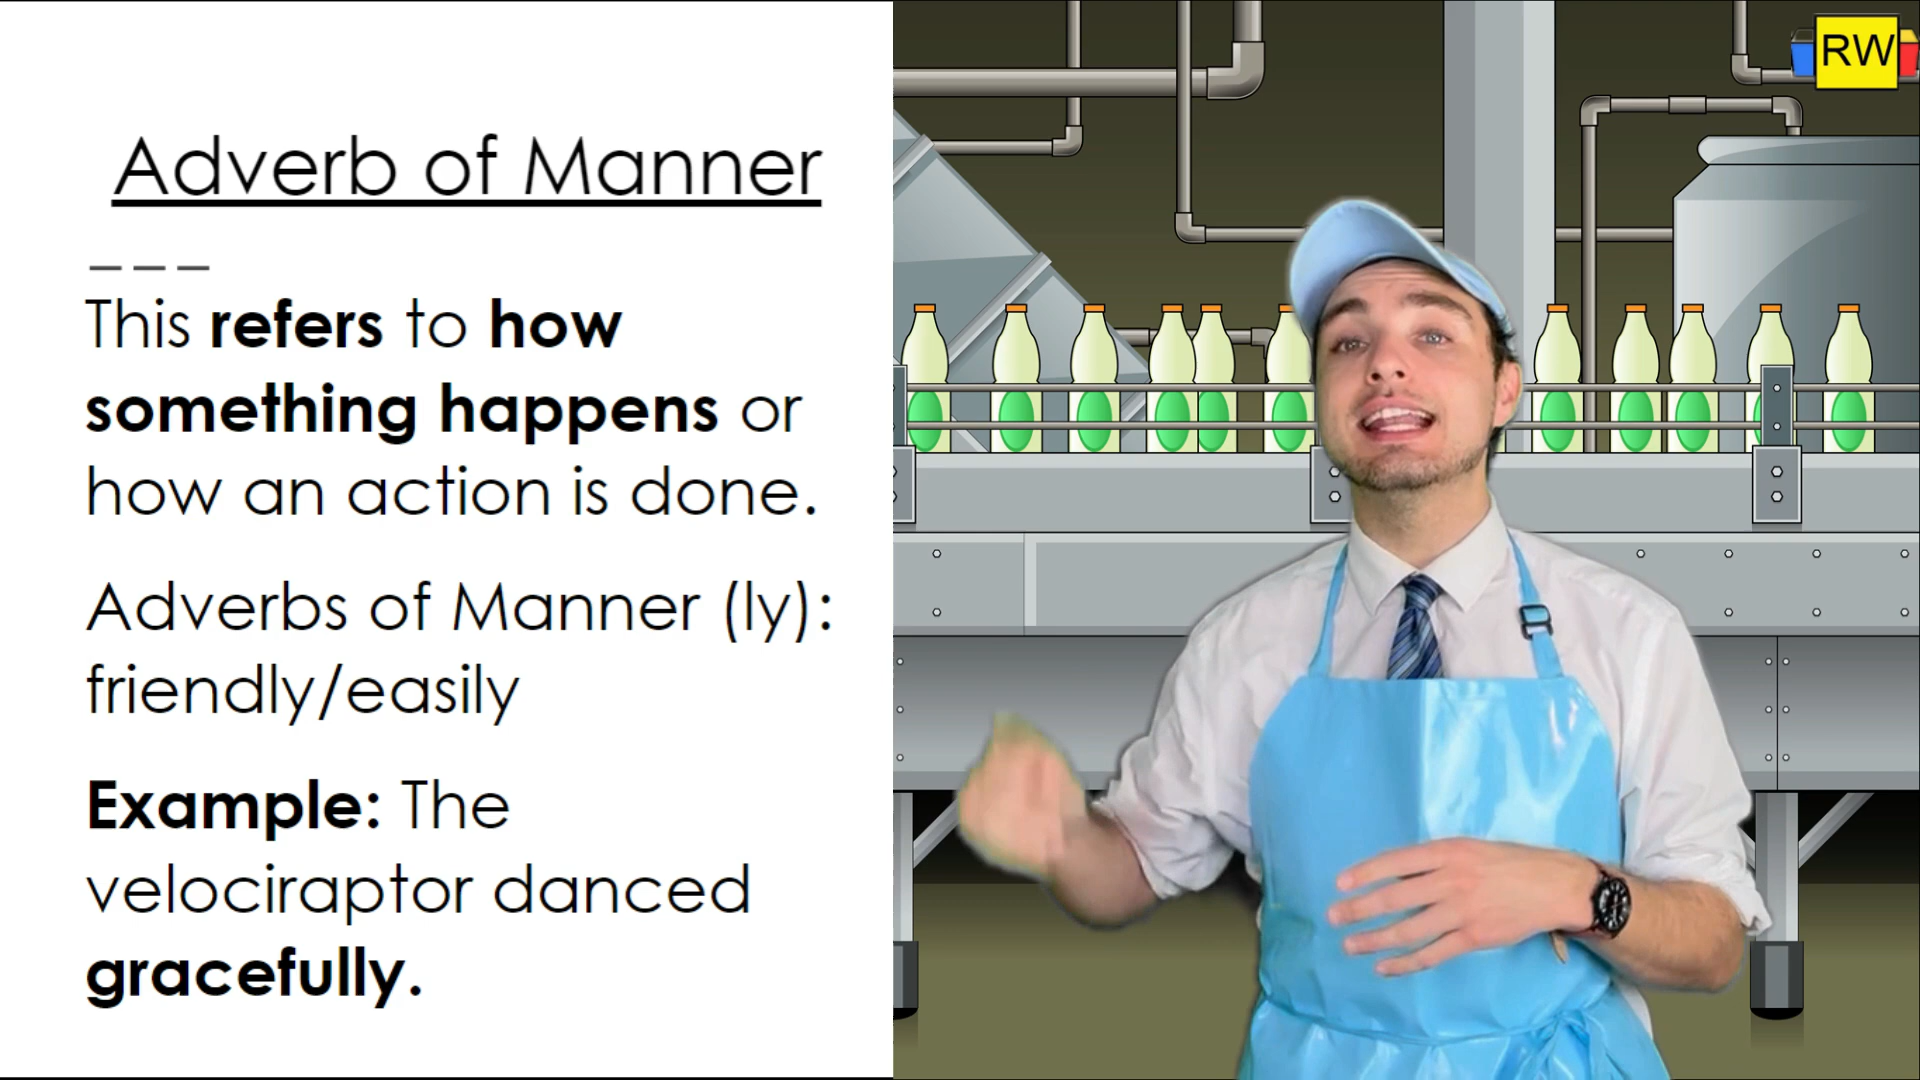 Adverb of Manner
This refers to how
something happens or
how an action is done.
Adverbs of Manner (ly):
friendly/easily
Example: The
velociraptor danced
gracefully.
RW